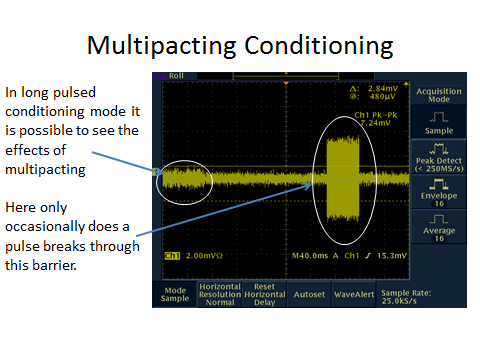 Multipacting Conditioning
In long pulsed
conditioning mode it
is possible to see the
effects of
multipacting
Here only
occasionally does a
pulse breaks through
this barrier.
Roll
Δ: 2.84mV
@: 480µV
Ch1 Pk-Pk
7.24mV
Ch1 2.00mVΩ
M40.0ms A Ch1 ʃ 15.3mV
Acquisition
Mode
Sample
Peak Detect
(< 250MS/s)
Envelope
16
Average
16
Mode
Sample
Horizontal
Resolution
Normal
Reset
Horizontal
Delay
Autoset
WaveAlert
Sample Rate:
25.0kS/s